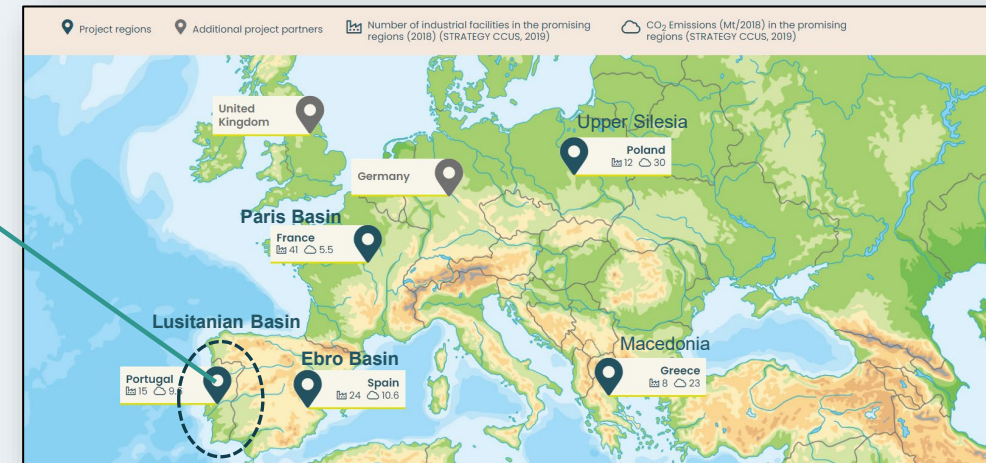 Project regions
Additional project partners
Number of industrial facilities in the promising
regions (2018) (STRATEGY CCUS, 2019)
CO₂ Emissions (Mt/2018) in the promising
regions (STRATEGY CCUS, 2019)
United
Kingdom
Upper Silesia
Poland
12 30
Germany
Paris Basin
France
41 5.5
Lusitanian Basin
Ebro Basin
Macedonia
Portugal
15
Spain
24 10.6
Greece
8 23